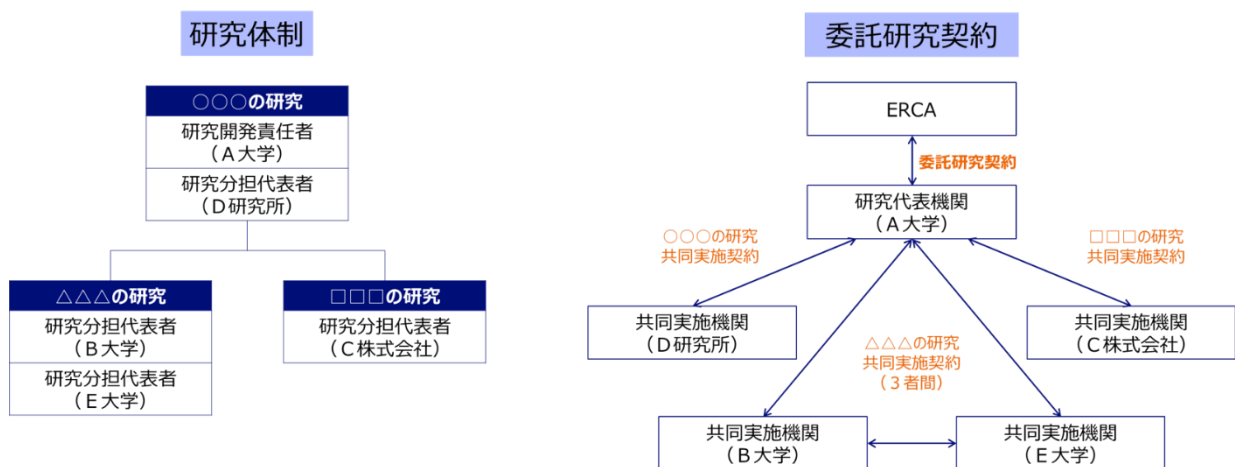 研究体制
○○○の研究
研究開発責任者
（A大学）
研究分担代表者
（D研究所）
△△△の研究
研究分担代表者
（B大学）
研究分担代表者
（E大学）
□□□の研究
研究分担代表者
（C株式会社）
委託研究契約
ERCA
委託研究契約
研究代表機関
（A大学）
○○○の研究
共同実施契約
□□□の研究
共同実施契約
共同実施機関
（D研究所）
△△△の研究
共同実施契約
（3者間）
共同実施機関
（C株式会社）
共同実施機関
（B大学）
共同実施機関
（E大学）